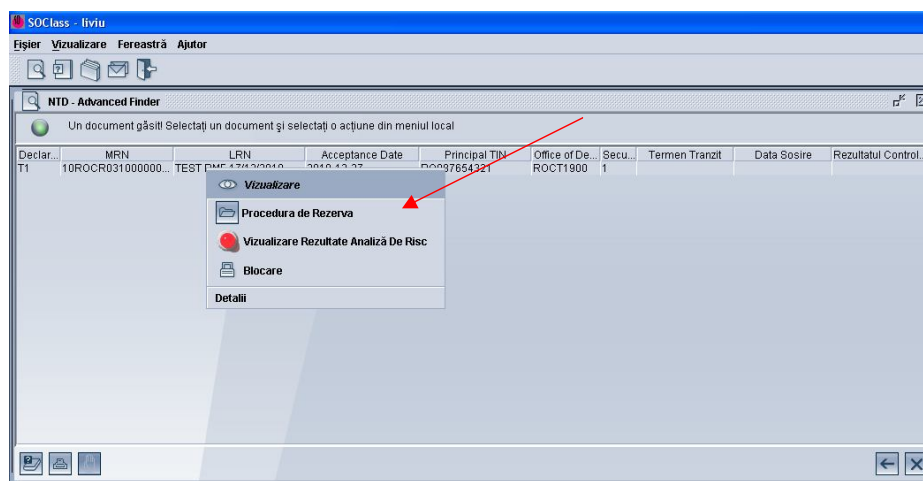 SOClass - liviu
Fişier Vizualizare Fereastră Ajutor
NTD - Advanced Finder
Un document găsit! Selectaţi un document şi selectaţi o acţiune din meniul local
Declar... MRN LRN Acceptance Date Principal TIN Office of De... Secu... Termen Tranzit Data Sosire Rezultatul Control...
T1 10ROCR031000000... TEST ROCT1900 1
Vizualizare
Procedura de Rezerva
Vizualizare Rezultate Analiză De Risc
Blocare
Detalii